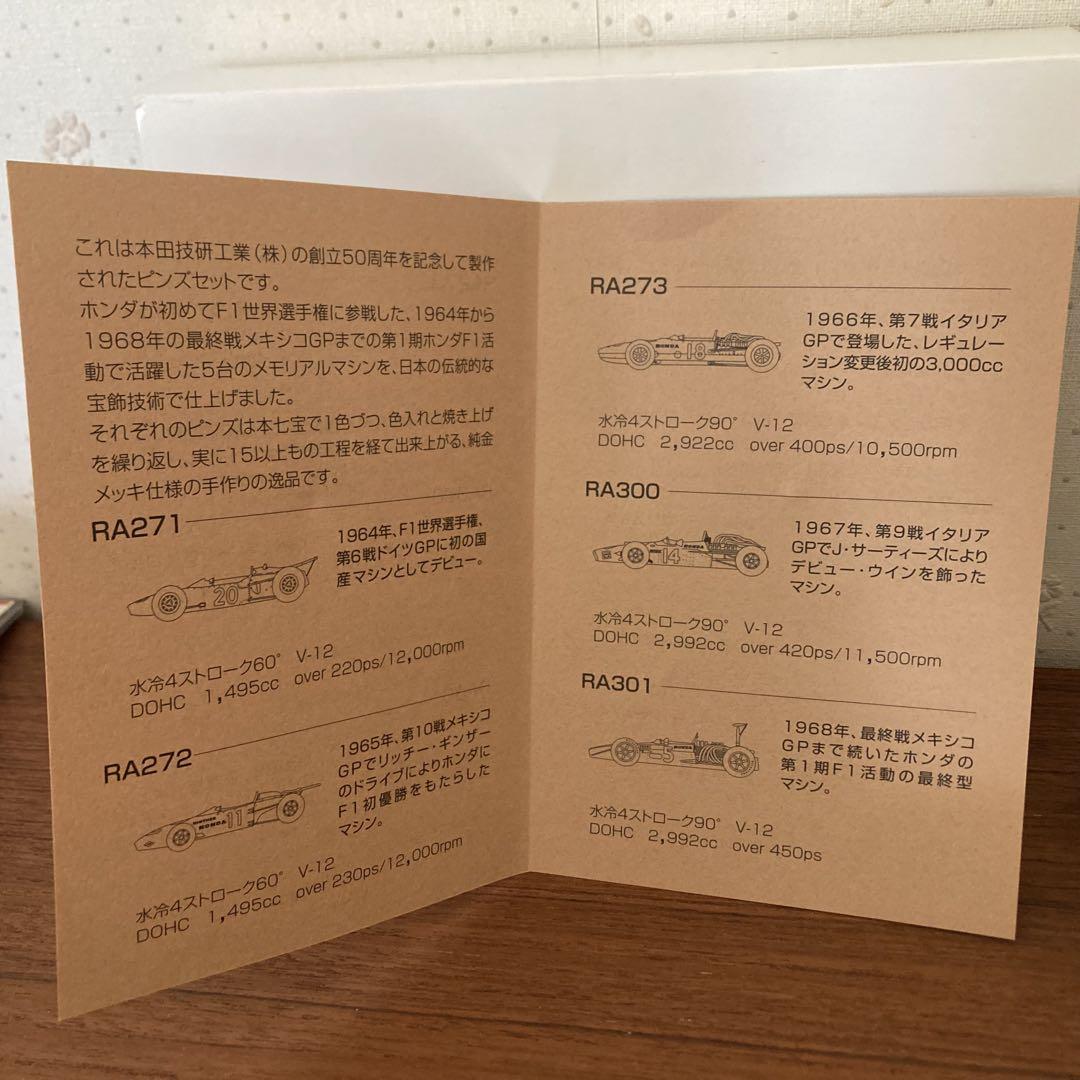 これは本田技研工業(株)の創立50周年を記念して製作
されたピンズセットです。
ホンダが初めてF1世界選手権に参戦した、1964年から
1968年の最終戦メキシコGPまでの第1期ホンダF1活
動で活躍した5台のメモリアルマシンを、日本の伝統的な
宝飾技術で仕上げました。
それぞれのピンズは本七宝で1色づつ、色入れと焼き上げ
を繰り返し、実に15以上もの工程を経て出来上がる、純金
メッキ仕様の手作りの逸品です。
RA271
1964年、F1世界選手権、
第6戦ドイツGPに初の国
産マシンとしてデビュー。
20
水冷4ストローク60° V-12
DOHC 1,495cc over 220ps/12,000rpm
RA272
1965年、第10戦メキシコ
GPでリッチー・ギンザー
のドライブによりホンダに
F1初優勝をもたらした
マシン。
HONDA 11
水冷4ストローク60° V-12
DOHC 1,495cc over 230ps/12,000rpm
RA273
1966年、第7戦イタリア
GPで登場した、レギュレー
ション変更後初の3,000cc
マシン。
HONDA 18
水冷4ストローク90° V-12
DOHC 2,922cc over 400ps/10,500rpm
RA300
1967年、第9戦イタリア
GPでJ・サーティーズにより
デビュー・ウインを飾った
マシン。
HONDA 14
水冷4ストローク90° V-12
DOHC 2,992cc over 420ps/11,500rpm
RA301
1968年、最終戦メキシコ
GPまで続いたホンダの
第1期F1活動の最終型
マシン。
HONDA 5
水冷4ストローク90° V-12
DOHC 2,992cc over 450ps